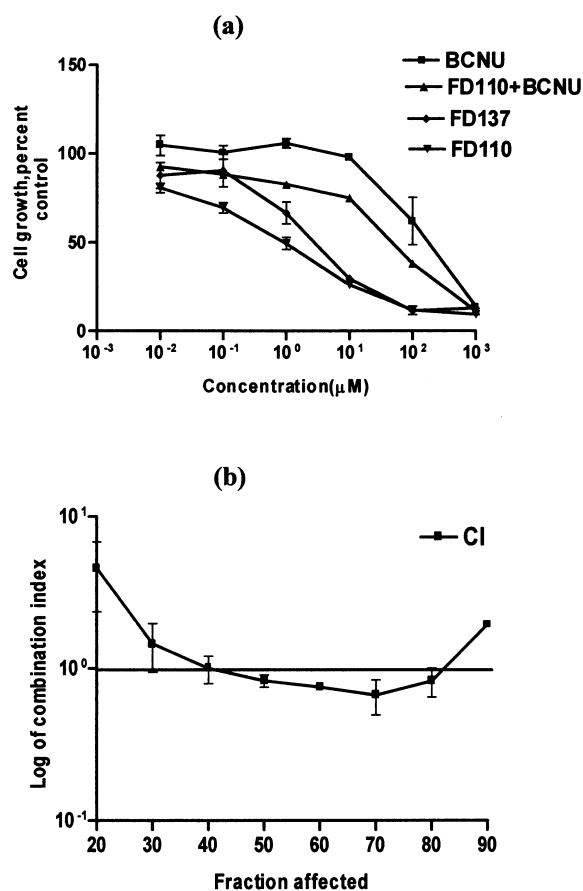 (a)
BCNU
FD110+BCNU
FD137
FD110
Cell growth,percent
control
150
100
50
0
10-3
10-2
10-1
100
101
102
103
Concentration(μM)
(b)
CI
Log of combination index
101
100
10-1
20
30
40
50
60
70
80
90
Fraction affected